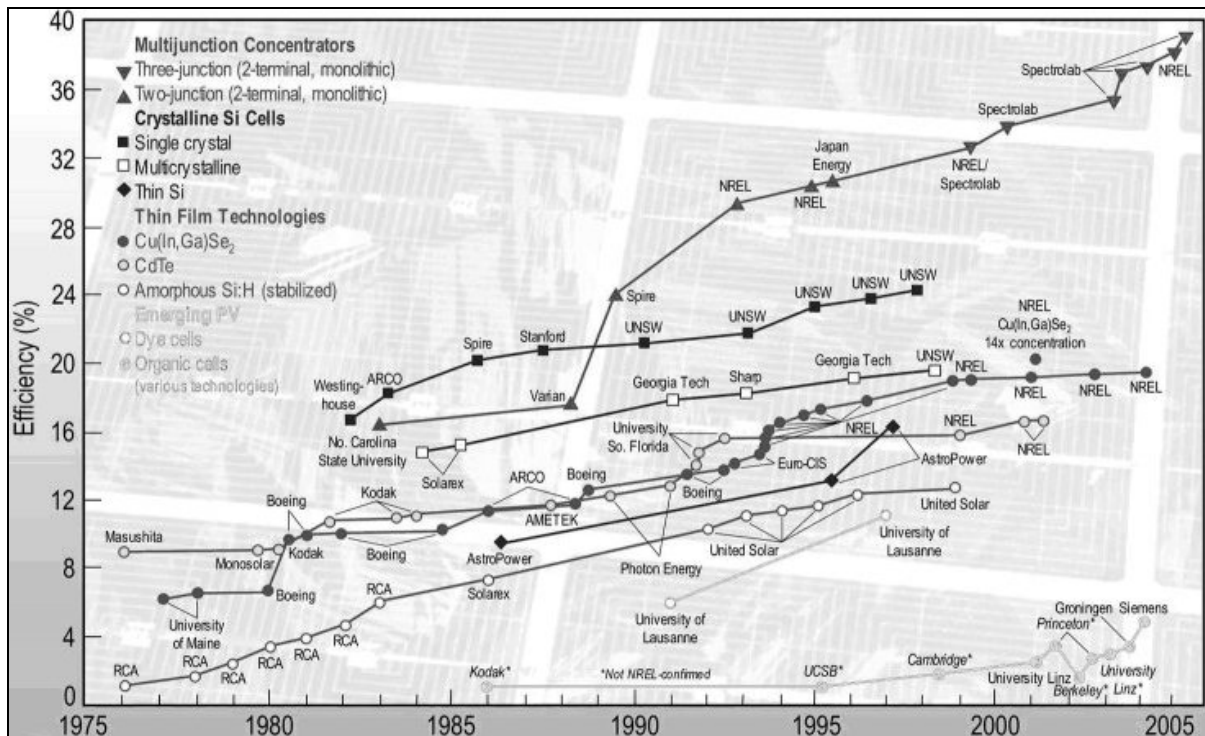 Efficiency (%)
40
36
32
28
24
20
16
12
8
4
0
Multijunction Concentrators
Three-junction (2-terminal, monolithic)
Two-junction (2-terminal, monolithic)
Crystalline Si Cells
Single crystal
Multicrystalline
Thin Si
Thin Film Technologies
Cu(In,Ga)Se2
CdTe
Amorphous Si:H (stabilized)
Emerging PV
Dye cells
Organic cells
(various technologies)
Spectrolab
NREL
Spectrolab
Japan
Energy
NREL
NREL
NREL/
Spectrolab
Spire
Varian
No. Carolina
State University
Westing-
house
ARCO
Spire
Stanford
UNSW
UNSW
UNSW
UNSW
UNSW
NREL
Cu(In,Ga)Se2
14x concentration
Solarex
Georgia Tech
Sharp
Georgia Tech
UNSW
NREL
NREL
NREL
NREL
University
So. Florida
NREL
NREL
NREL
Euro-CIS
AstroPower
Boeing
Kodak
ARCO
Boeing
Boeing
Masushita
Monosolar
Kodak
Boeing
AMETEK
AstroPower
Photon Energy
United Solar
United Solar
University of
Lausanne
Boeing
University
of Maine
RCA
Solarex
University of
Lausanne
RCA
RCA
RCA
RCA
RCA
RCA
RCA
Kodak*
*Not NREL-confirmed
UCSB*
Cambridge*
Groningen
Siemens
Princeton*
University Linz
Berkeley*
University
Linz*
1975
1980
1985
1990
1995
2000
2005